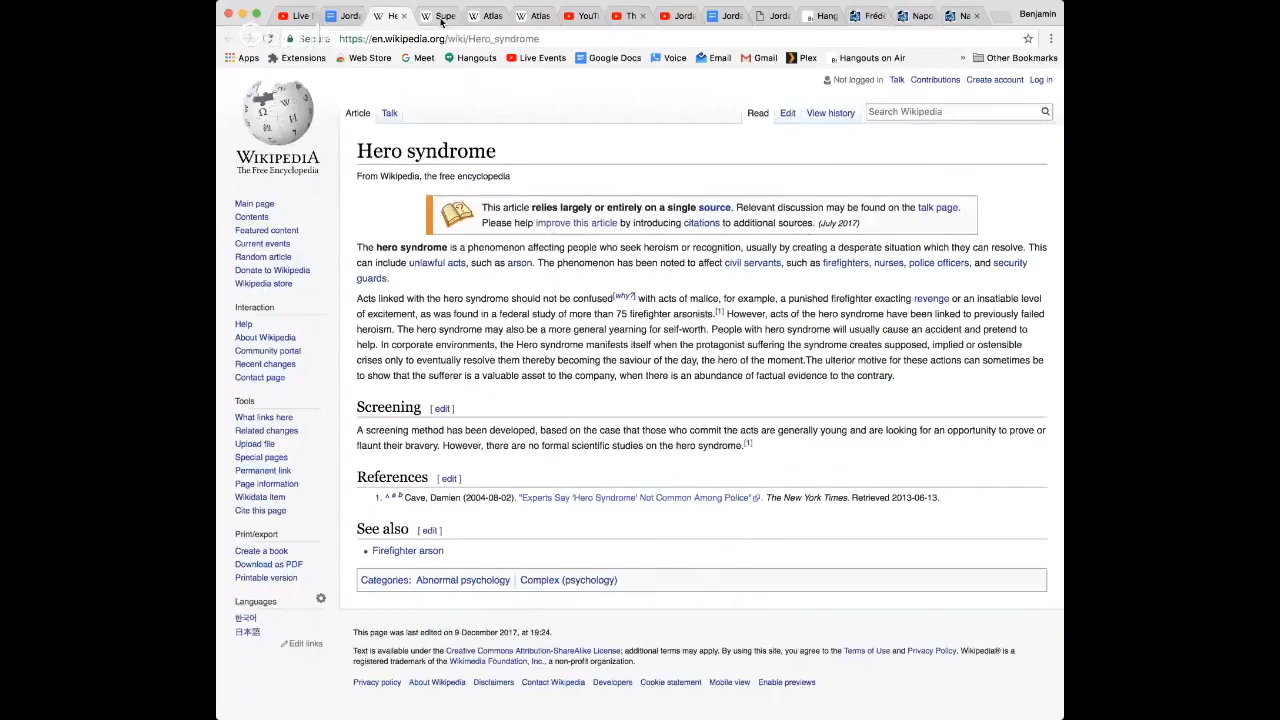 Live
Jorda
He
Supe
Atlas
Atlas
YouTu
Th
Jorda
Jorda
Jord
Hang
Frédé
Napo
Na
Benjamin
Secure
https://en.wikipedia.org/wiki/Hero_syndrome
Apps Extensions Web Store Meet Hangouts Live Events Google Docs Voice Email Gmail Plex Hangouts on Air » Other Bookmarks
Not logged in Talk Contributions Create account Log in
Article Talk Read Edit View history Search Wikipedia
WIKIPEDIA
The Free Encyclopedia
Main page
Contents
Featured content
Current events
Random article
Donate to Wikipedia
Wikipedia store
Interaction
Help
About Wikipedia
Community portal
Recent changes
Contact page
Tools
What links here
Related changes
Upload file
Special pages
Permanent link
Page information
Wikidata item
Cite this page
Print/export
Create a book
Download as PDF
Printable version
Languages
한국어
日本語
Edit links
Hero syndrome
From Wikipedia, the free encyclopedia
This article relies largely or entirely on a single source. Relevant discussion may be found on the talk page.
Please help improve this article by introducing citations to additional sources. (July 2017)
The hero syndrome is a phenomenon affecting people who seek heroism or recognition, usually by creating a desperate situation which they can resolve. This
can include unlawful acts, such as arson. The phenomenon has been noted to affect civil servants, such as firefighters, nurses, police officers, and security
guards.
Acts linked with the hero syndrome should not be confused[why?] with acts of malice, for example, a punished firefighter exacting revenge or an insatiable level
of excitement, as was found in a federal study of more than 75 firefighter arsonists.[1] However, acts of the hero syndrome have been linked to previously failed
heroism. The hero syndrome may also be a more general yearning for self-worth. People with hero syndrome will usually cause an accident and pretend to
help. In corporate environments, the Hero syndrome manifests itself when the protagonist suffering the syndrome creates supposed, implied or ostensible
crises only to eventually resolve them thereby becoming the saviour of the day, the hero of the moment.The ulterior motive for these actions can sometimes be
to show that the sufferer is a valuable asset to the company, when there is an abundance of factual evidence to the contrary.
Screening [ edit ]
A screening method has been developed, based on the case that those who commit the acts are generally young and are looking for an opportunity to prove or
flaunt their bravery. However, there are no formal scientific studies on the hero syndrome.[1]
References [ edit ]
1. ^ a b Cave, Damien (2004-08-02). "Experts Say 'Hero Syndrome' Not Common Among Police". The New York Times. Retrieved 2013-06-13.
See also [ edit ]
• Firefighter arson
Categories: Abnormal psychology | Complex (psychology)
This page was last edited on 9 December 2017, at 19:24.
Text is available under the Creative Commons Attribution-ShareAlike License; additional terms may apply. By using this site, you agree to the Terms of Use and Privacy Policy. Wikipedia® is a
registered trademark of the Wikimedia Foundation, Inc., a non-profit organization.
Privacy policy About Wikipedia Disclaimers Contact Wikipedia Developers Cookie statement Mobile view Enable previews